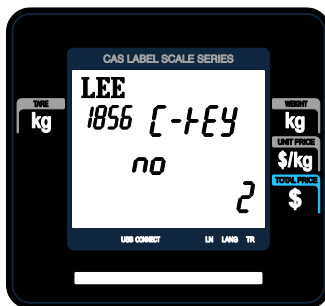 CAS LABEL SCALE SERIES
LEE
1856 C-KEY
no
2
TARE
kg
WEIGHT
kg
UNIT PRICE
$/kg
TOTAL PRICE
$
USB CONNECT LN LANG TR